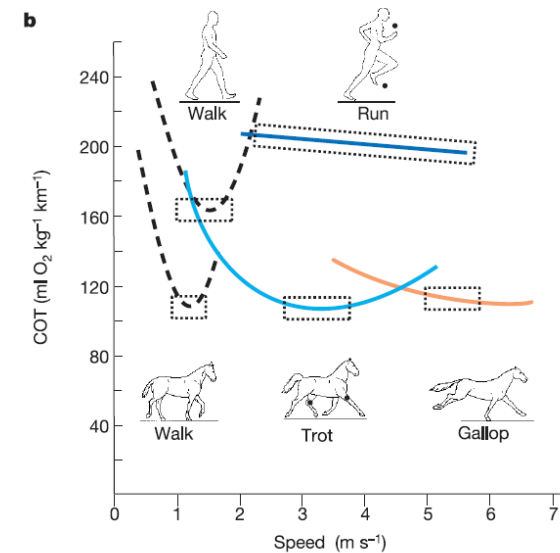 b
Walk Run
240
200
160
120
80
40
COT (ml O₂ kg⁻¹ km⁻¹)
Walk Trot Gallop
0 1 2 3 4 5 6 7
Speed (m s⁻¹)